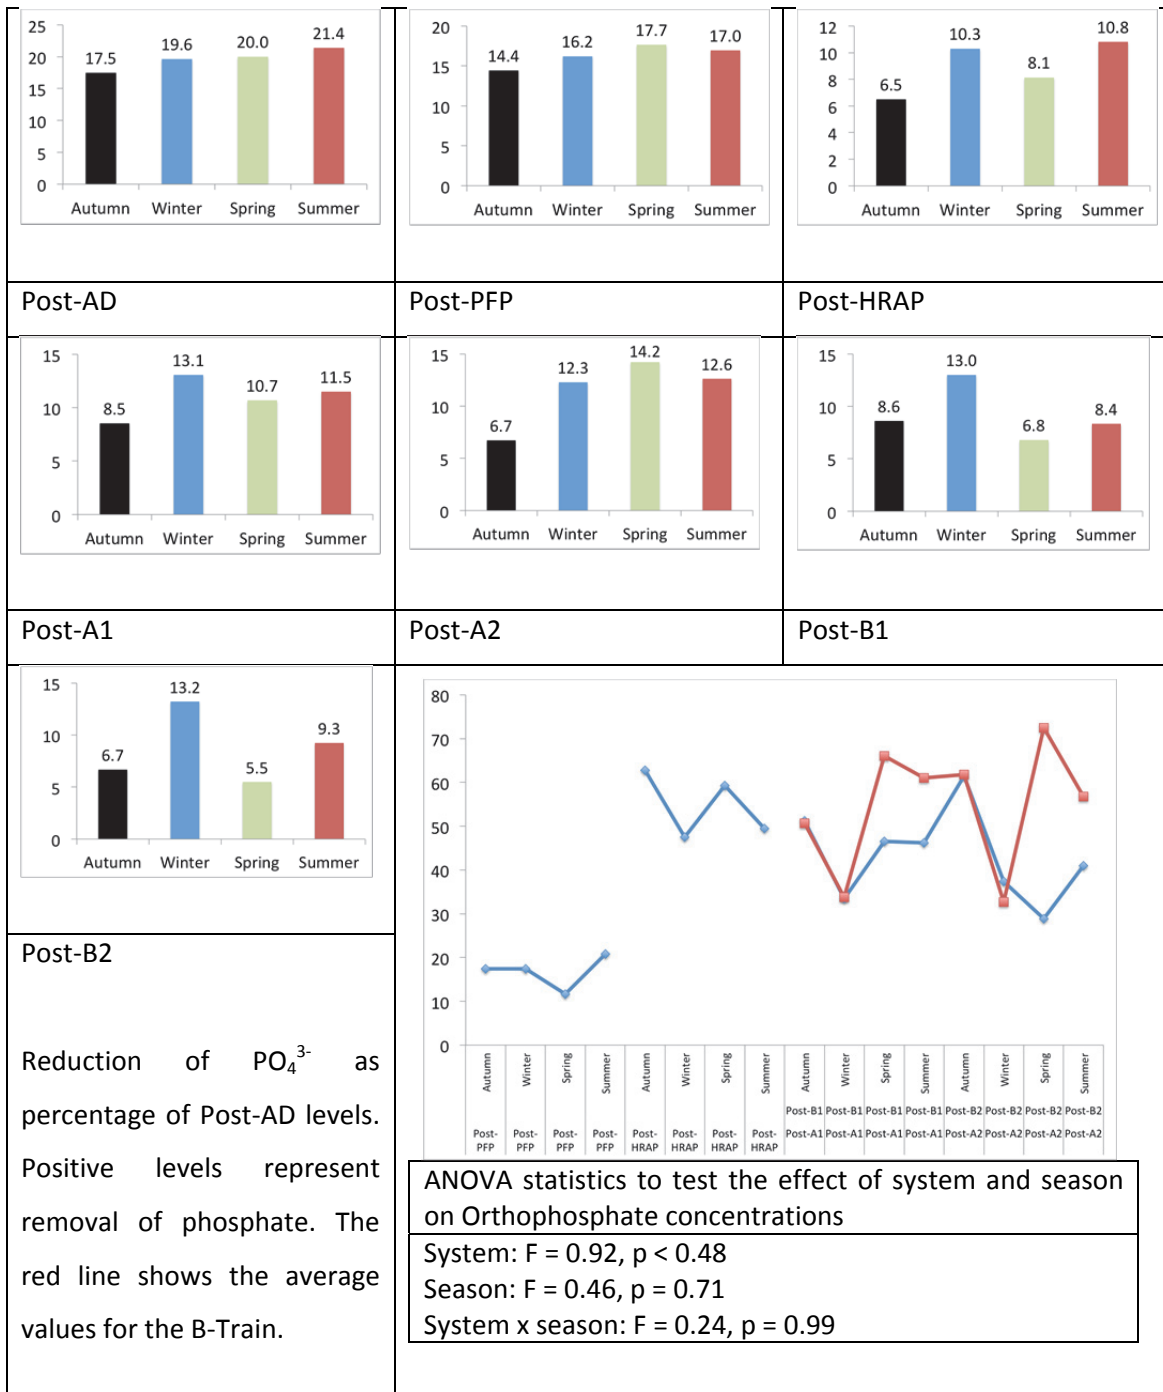 25
20
15
10
5
0
17.5
19.6
20.0
21.4
Autumn Winter Spring Summer
Post-AD
20
15
10
5
0
14.4
16.2
17.7
17.0
Autumn Winter Spring Summer
Post-PFP
12
10
8
6
4
2
0
6.5
10.3
8.1
10.8
Autumn Winter Spring Summer
Post-HRAP
15
10
5
0
8.5
13.1
10.7
11.5
Autumn Winter Spring Summer
Post-A1
15
10
5
0
6.7
12.3
14.2
12.6
Autumn Winter Spring Summer
Post-A2
15
10
5
0
8.6
13.0
6.8
8.4
Autumn Winter Spring Summer
Post-B1
15
10
5
0
6.7
13.2
5.5
9.3
Autumn Winter Spring Summer
Post-B2
Reduction of PO₄³⁻ as
percentage of Post-AD levels.
Positive levels represent
removal of phosphate. The
red line shows the average
values for the B-Train.
80
70
60
50
40
30
20
10
0
Autumn Winter Spring Summer Autumn Winter Spring Summer Autumn Winter Spring Summer Autumn Winter Spring Summer
Post-B1 Post-B1 Post-B1 Post-B1 Post-B2 Post-B2 Post-B2 Post-B2
Post-PFP Post-PFP Post-PFP Post-PFP Post-HRAP Post-HRAP Post-HRAP Post-HRAP Post-A1 Post-A1 Post-A1 Post-A1 Post-A2 Post-A2 Post-A2 Post-A2
ANOVA statistics to test the effect of system and season
on Orthophosphate concentrations
System: F = 0.92, p < 0.48
Season: F = 0.46, p = 0.71
System x season: F = 0.24, p = 0.99